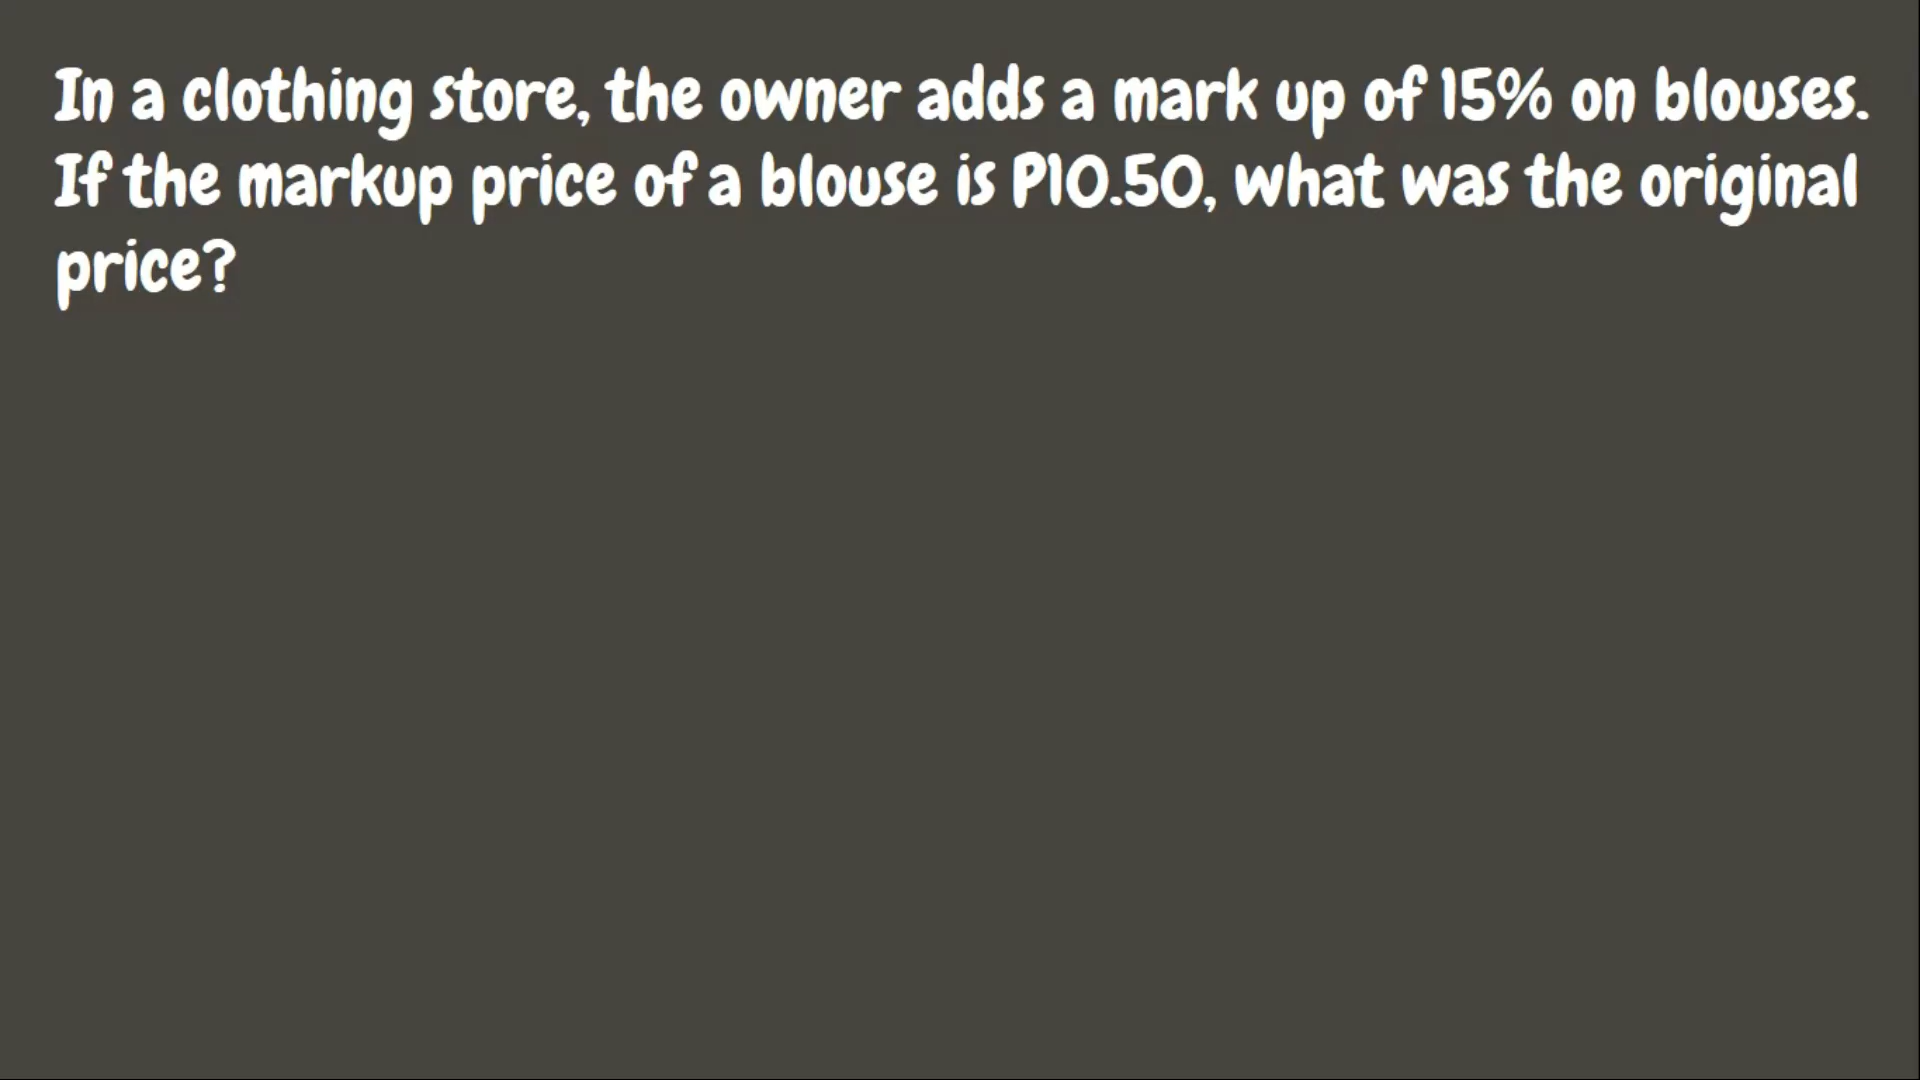 In a clothing store, the owner adds a mark up of 15% on blouses.
If the markup price of a blouse is P10.50, what was the original
price?